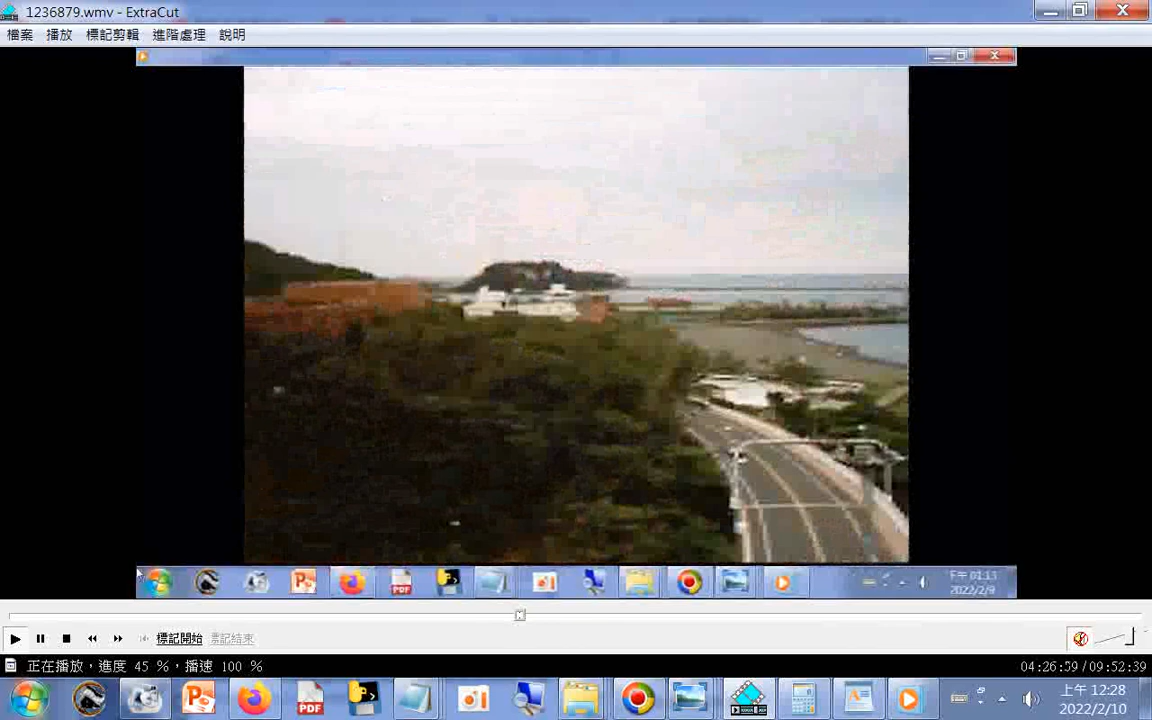 1236879.wmv - ExtraCut
檔案 播放 標記剪輯 進階處理 說明
PDF
下午 01:13
2022/2/9
標記開始 標記結束
正在播放，進度 45 %，播速 100 %
04:26:59 / 09:52:39
PDF
上午 12:28
2022/2/10